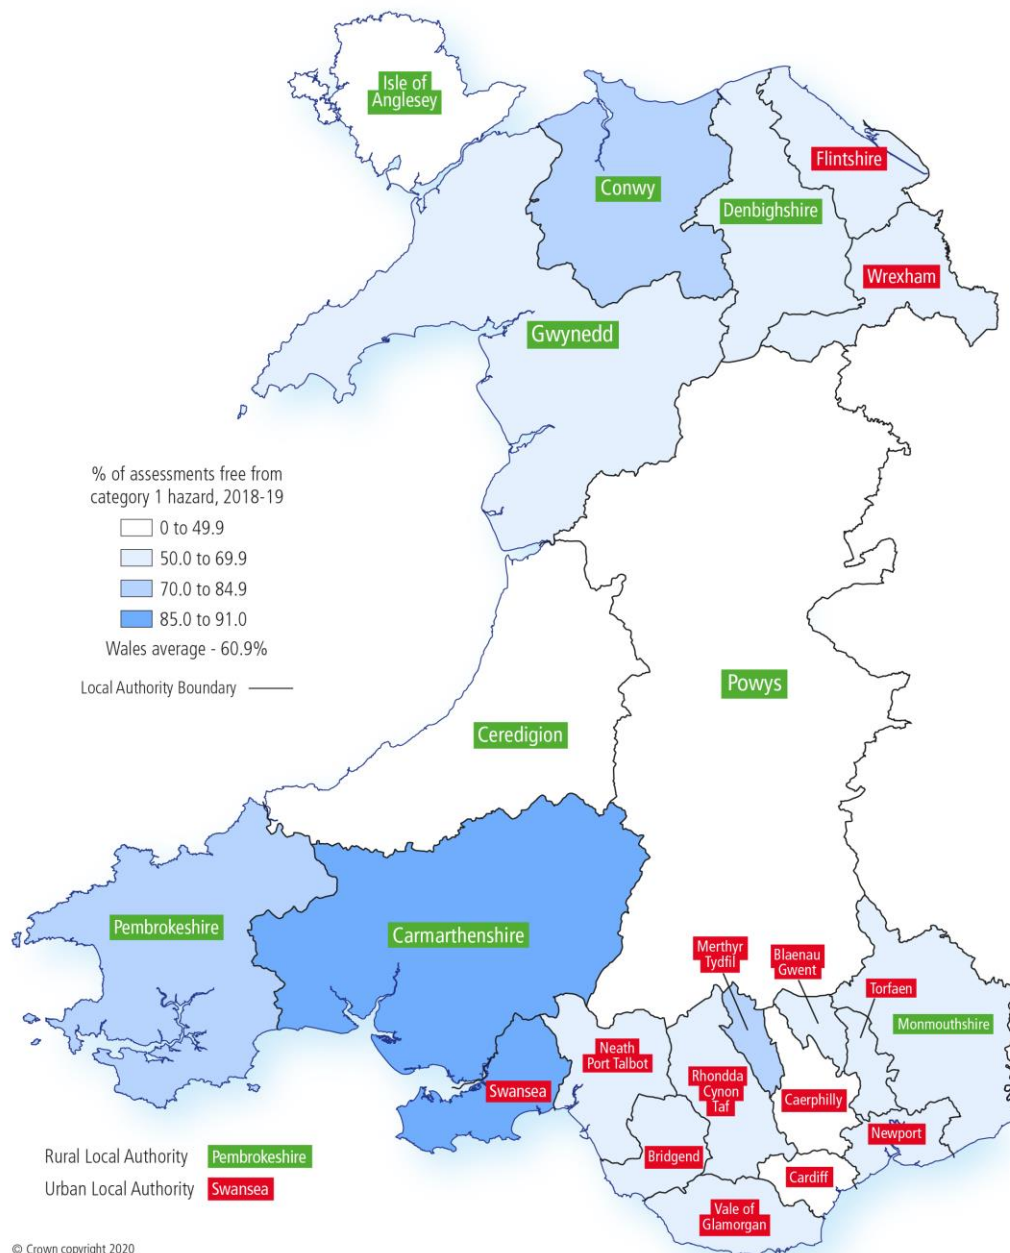 Isle of
Anglesey
Flintshire
Conwy
Denbighshire
Wrexham
Gwynedd
% of assessments free from
category 1 hazard, 2018-19
0 to 49.9
50.0 to 69.9
70.0 to 84.9
85.0 to 91.0
Wales average - 60.9%
Local Authority Boundary
Powys
Ceredigion
Pembrokeshire
Carmarthenshire
Merthyr
Tydfil
Blaenau
Gwent
Torfaen
Monmouthshire
Neath
Port Talbot
Rhondda
Cynon
Taf
Swansea
Caerphilly
Newport
Bridgend
Cardiff
Vale of
Glamorgan
Rural Local Authority Pembrokeshire
Urban Local Authority Swansea
© Crown copyright 2020